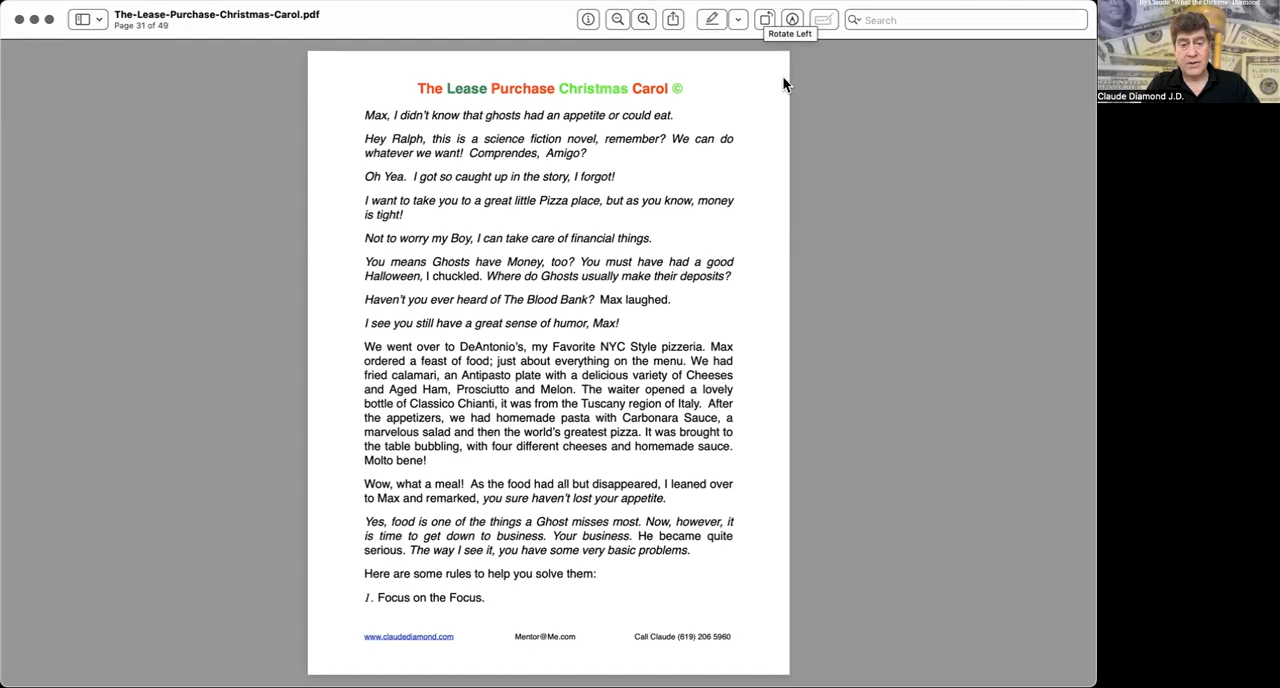 The-Lease-Purchase-Christmas-Carol.pdf
Page 31 of 49
Search
Rotate Left
By Claude "What the Dickens" Diamond
Claude Diamond J.D.
The Lease Purchase Christmas Carol ©
Max, I didn't know that ghosts had an appetite or could eat.
Hey Ralph, this is a science fiction novel, remember? We can do
whatever we want! Comprendes, Amigo?
Oh Yea. I got so caught up in the story, I forgot!
I want to take you to a great little Pizza place, but as you know, money
is tight!
Not to worry my Boy, I can take care of financial things.
You means Ghosts have Money, too? You must have had a good
Halloween, I chuckled. Where do Ghosts usually make their deposits?
Haven't you ever heard of The Blood Bank? Max laughed.
I see you still have a great sense of humor, Max!
We went over to DeAntonio's, my Favorite NYC Style pizzeria. Max
ordered a feast of food; just about everything on the menu. We had
fried calamari, an Antipasto plate with a delicious variety of Cheeses
and Aged Ham, Prosciutto and Melon. The waiter opened a lovely
bottle of Classico Chianti, it was from the Tuscany region of Italy. After
the appetizers, we had homemade pasta with Carbonara Sauce, a
marvelous salad and then the world's greatest pizza. It was brought to
the table bubbling, with four different cheeses and homemade sauce.
Molto bene!
Wow, what a meal! As the food had all but disappeared, I leaned over
to Max and remarked, you sure haven't lost your appetite.
Yes, food is one of the things a Ghost misses most. Now, however, it
is time to get down to business. Your business. He became quite
serious. The way I see it, you have some very basic problems.
Here are some rules to help you solve them:
1. Focus on the Focus.
www.claudediamond.com Mentor@Me.com Call Claude (619) 206 5960